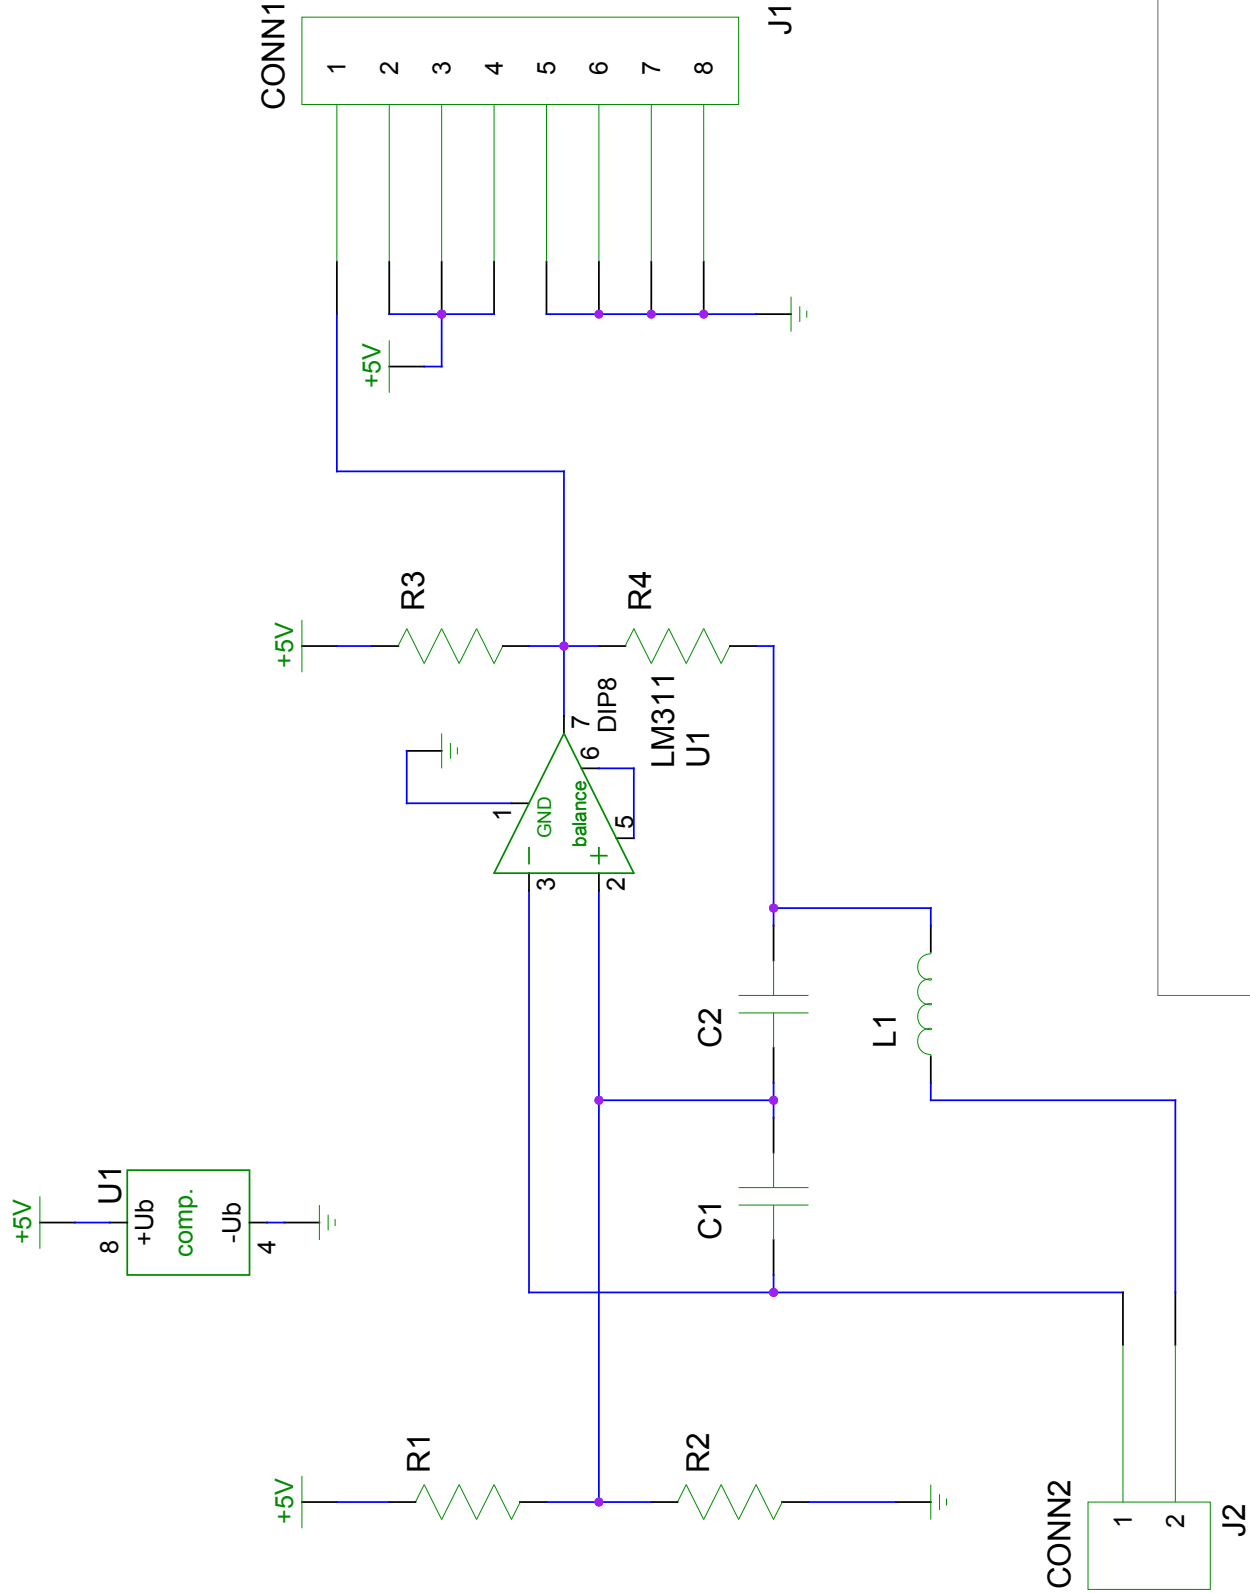 CONN1
J1
1
2
3
4
5
6
7
8
+5V
+5V
R3
R4
LM311
U1
DIP8
7
6
5
1
GND
balance
3
2
C2
L1
C1
+5V
U1
8
+Ub
comp.
-Ub
4
+5V
R1
R2
CONN2
1
2
J2